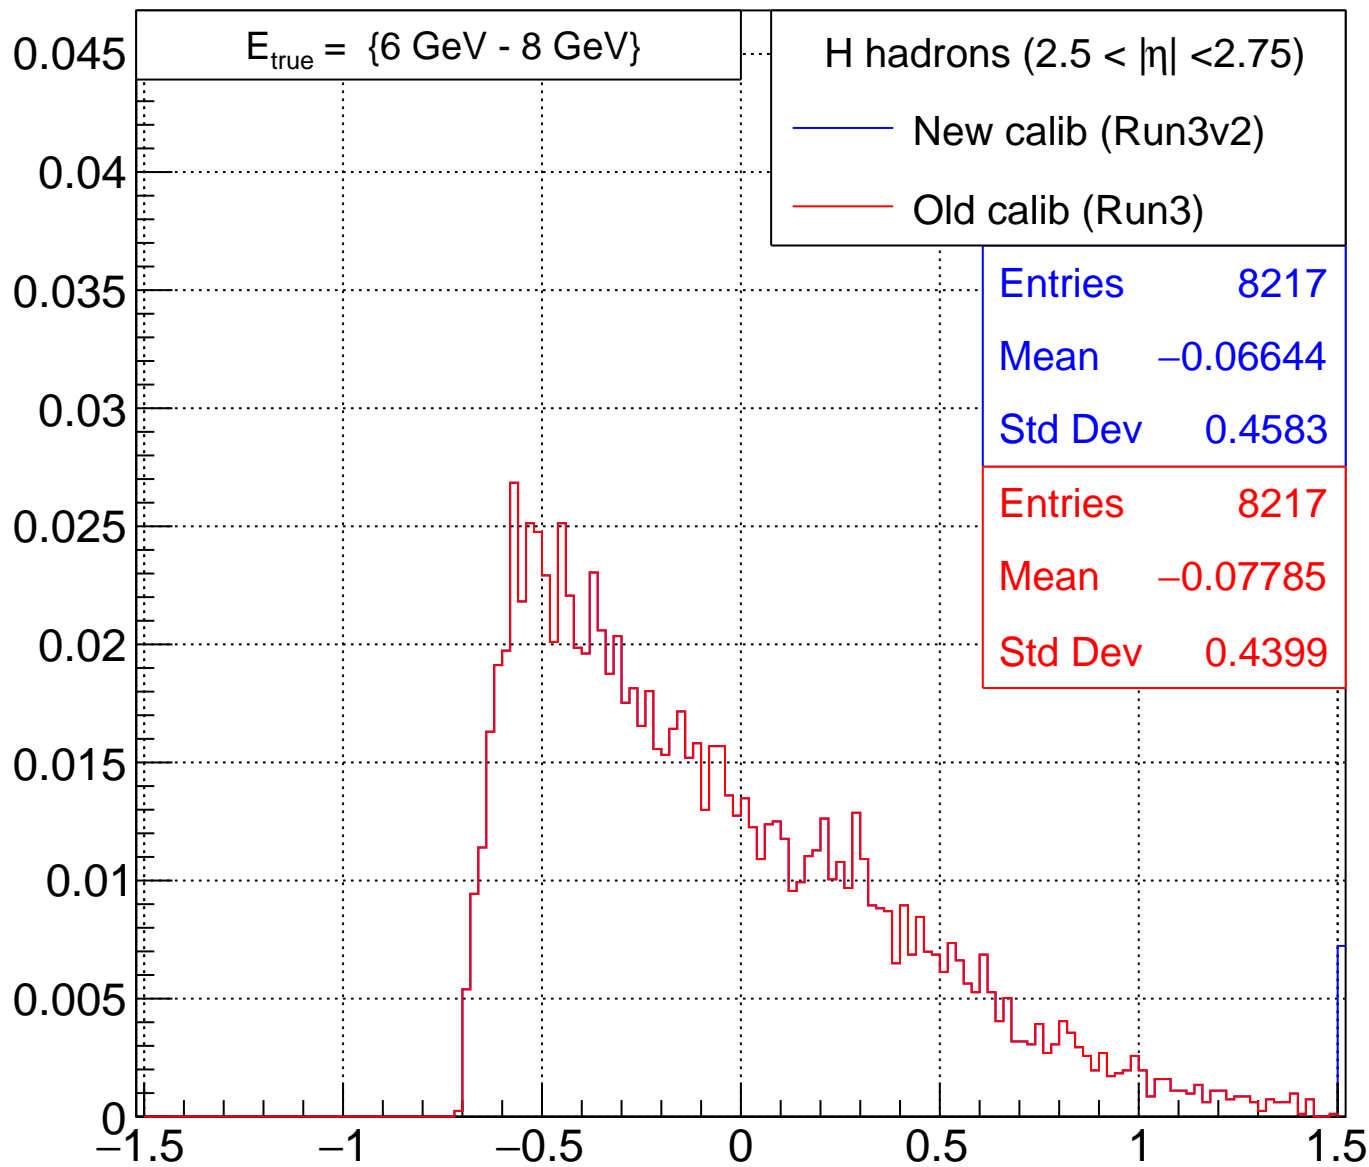 E_true = {6 GeV - 8 GeV}
H hadrons (2.5 < |η| <2.75)
New calib (Run3v2)
Old calib (Run3)
Entries 8217
Mean −0.06644
Std Dev 0.4583
Entries 8217
Mean −0.07785
Std Dev 0.4399
0.045
0.04
0.035
0.03
0.025
0.02
0.015
0.01
0.005
0
−1.5 −1 −0.5 0 0.5 1 1.5